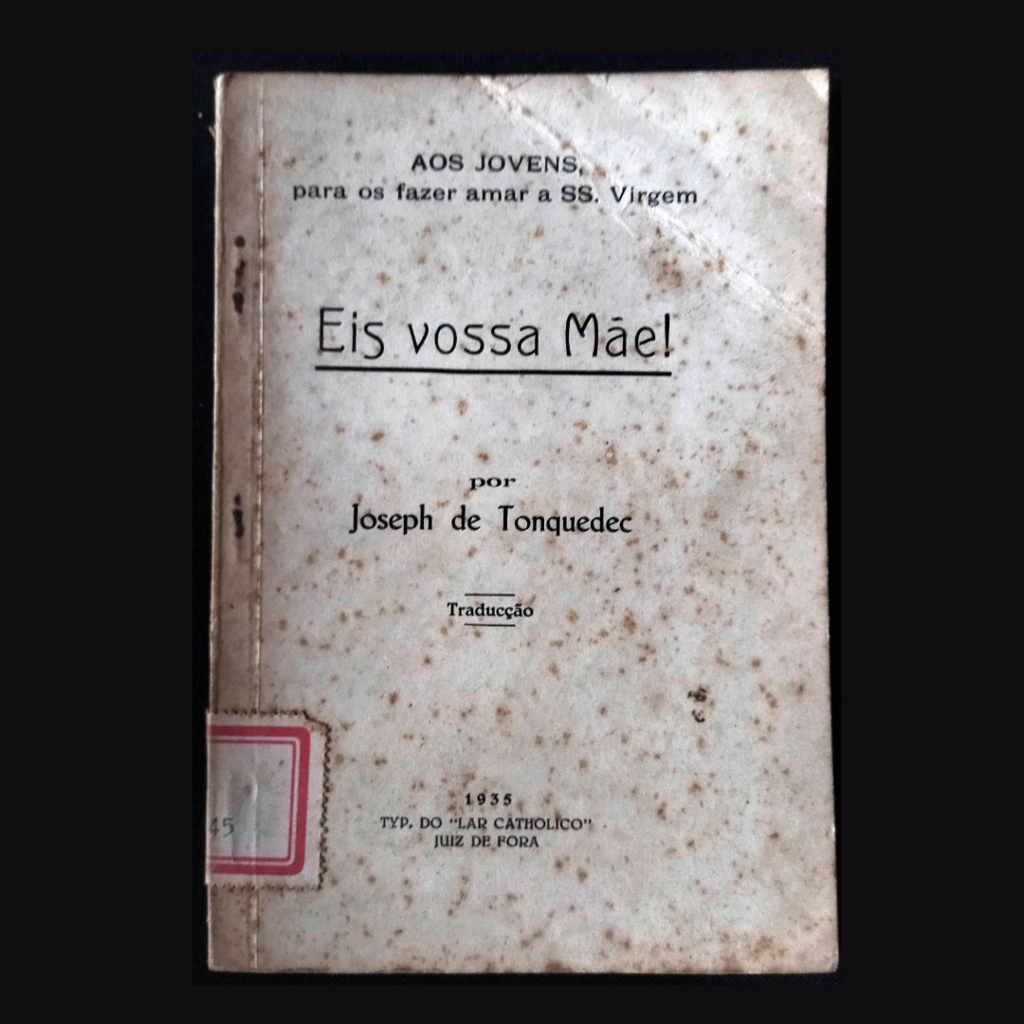 AOS JOVENS,
para os fazer amar a SS. Virgem
Eis vossa Mãe!
por
Joseph de Tonquedec
Traducção
1935
TYP. DO "LAR CATHOLICO"
JUIZ DE FORA
45